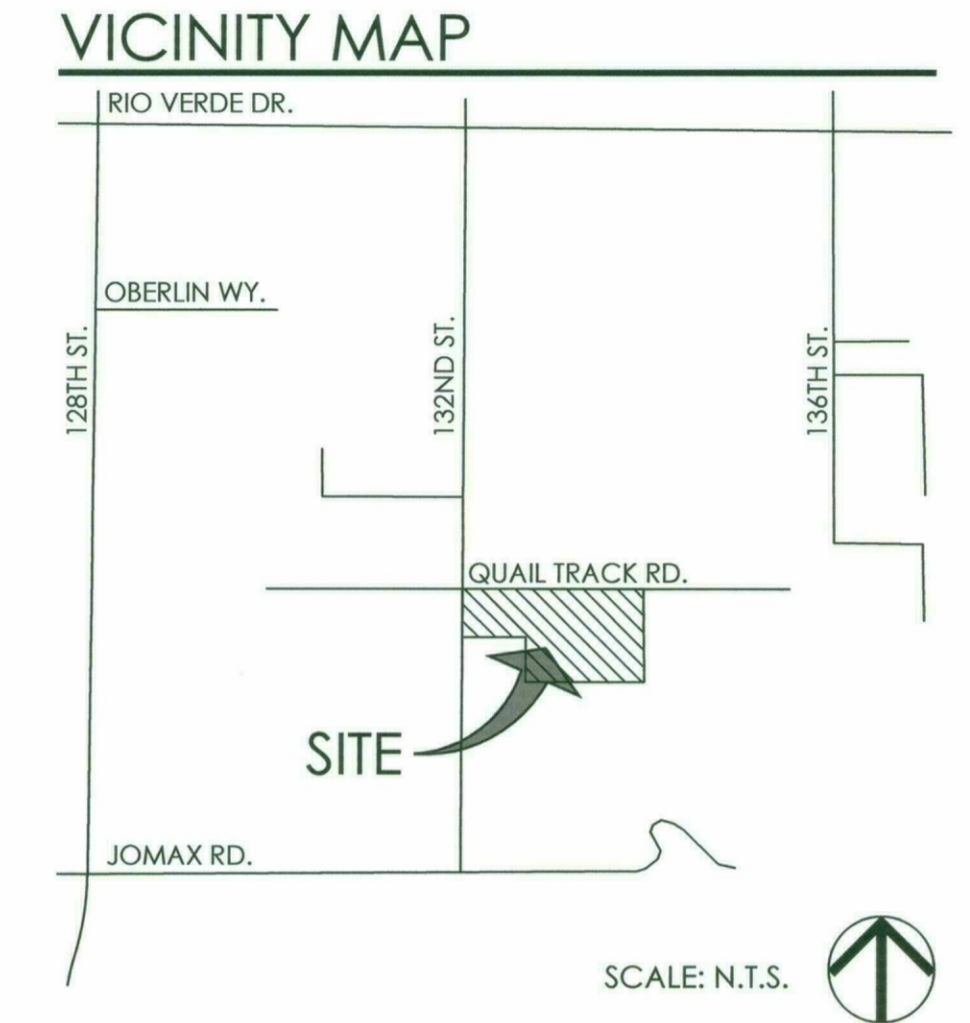 VICINITY MAP
RIO VERDE DR.
OBERLIN WY.
128TH ST.
132ND ST.
136TH ST.
QUAIL TRACK RD.
SITE
JOMAX RD.
SCALE: N.T.S.